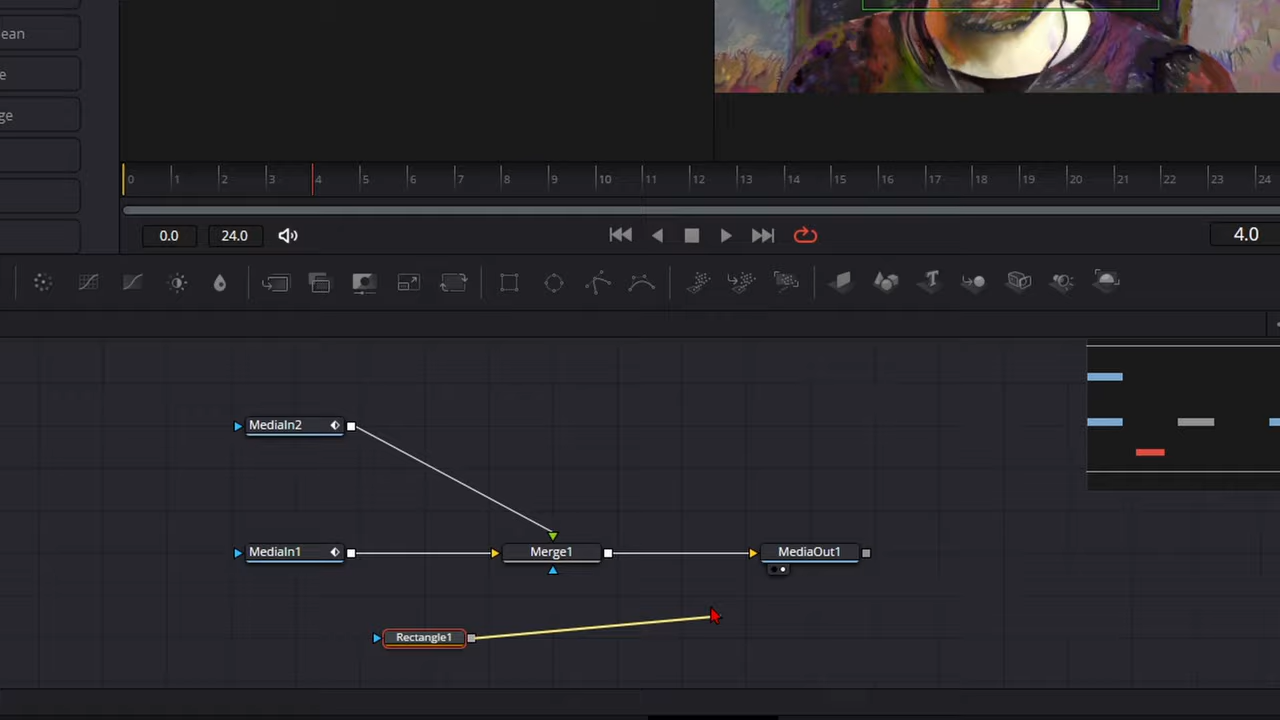 ean
e
ge
0 1 2 3 4 5 6 7 8 9 10 11 12 13 14 15 16 17 18 19 20 21 22 23 24
0.0 24.0 4.0
MediaIn2
MediaIn1 Merge1 MediaOut1
Rectangle1